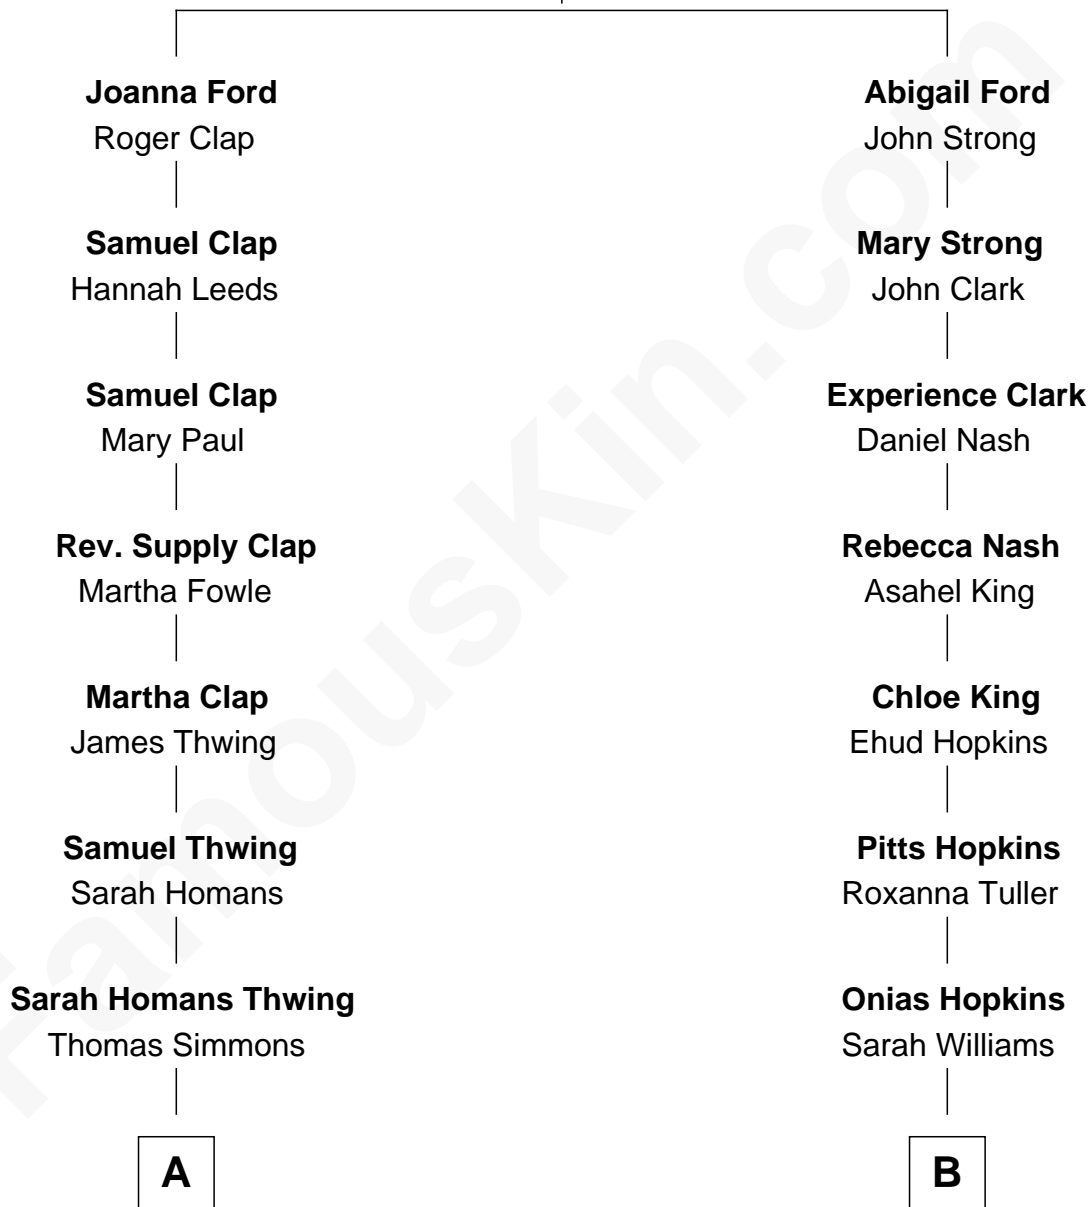 Joanna Ford
Roger Clap
Samuel Clap
Hannah Leeds
Samuel Clap
Mary Paul
Rev. Supply Clap
Martha Fowle
Martha Clap
James Thwing
Samuel Thwing
Sarah Homans
Sarah Homans Thwing
Thomas Simmons
A
Abigail Ford
John Strong
Mary Strong
John Clark
Experience Clark
Daniel Nash
Rebecca Nash
Asahel King
Chloe King
Ehud Hopkins
Pitts Hopkins
Roxanna Tuller
Onias Hopkins
Sarah Williams
B
FamousKin.com